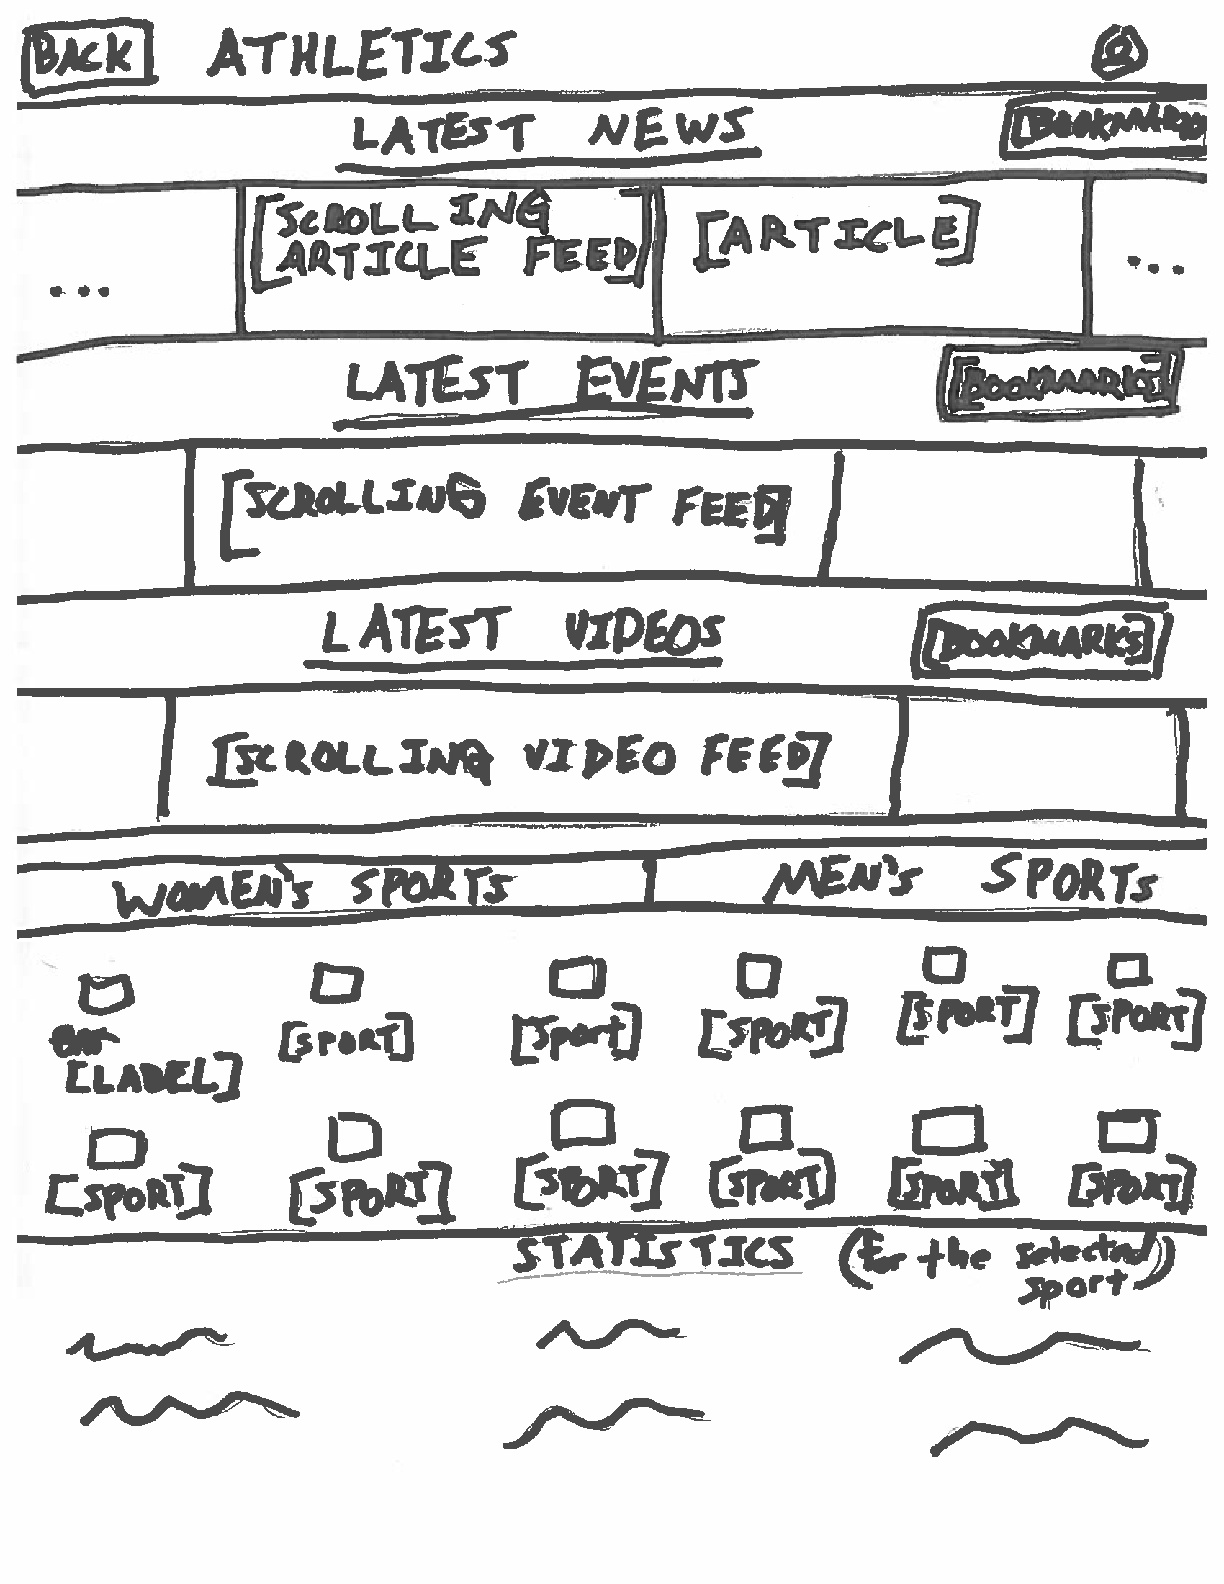 BACK ATHLETICS
LATEST NEWS [BOOKMARKS
[SCROLLING
ARTICLE FEED] [ARTICLE]
... ...
LATEST EVENTS [BOOKMARKS]
[SCROLLING EVENT FEED]
LATEST VIDEOS [BOOKMARKS]
[SCROLLING VIDEO FEED]
WOMEN'S SPORTS MEN'S SPORTS
[LABEL] [SPORT] [Sport] [SPORT] [SPORT] [SPORT]
[SPORT] [SPORT] [SPORT] [SPORT] [SPORT] [SPORT]
STATISTICS (for the selected
sport)